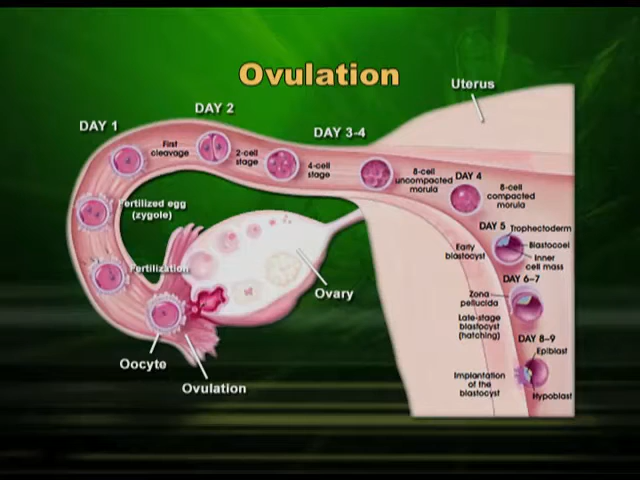 Ovulation
Uterus
DAY 1
DAY 2
DAY 3-4
First
cleavage
2-cell
stage
4-cell
stage
8-cell
uncompacted
morula
DAY 4
8-cell
compacted
morula
Fertilized egg
(zygole)
Fertilization
Oocyte
Ovulation
Ovary
DAY 5
Trophectoderm
Early
blastocyst
Blastocoel
Inner
cell mass
DAY 6-7
Zona
pellucida
Late-stage
blastocyst
(hatching)
DAY 8-9
Epiblast
Implantation
of the
blastocyst
Hypoblast